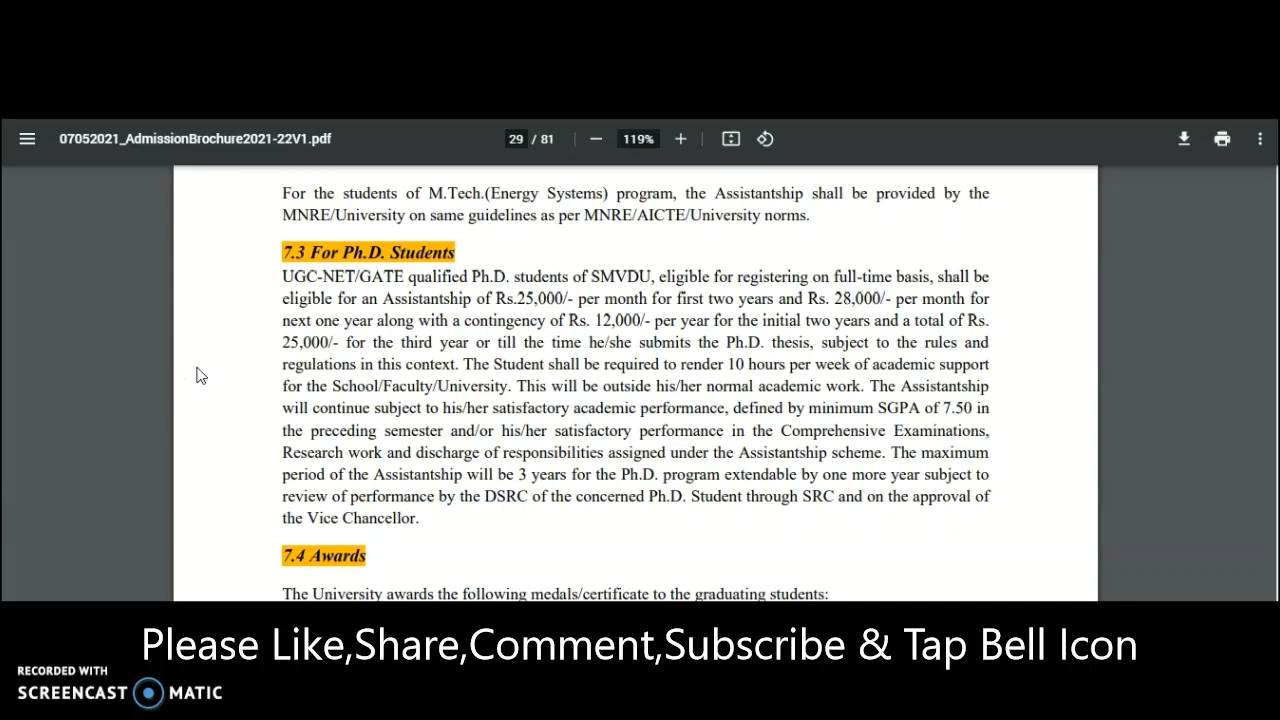 07052021_AdmissionBrochure2021-22V1.pdf
29 / 81
119%
For the students of M.Tech.(Energy Systems) program, the Assistantship shall be provided by the
MNRE/University on same guidelines as per MNRE/AICTE/University norms.
7.3 For Ph.D. Students
UGC-NET/GATE qualified Ph.D. students of SMVDU, eligible for registering on full-time basis, shall be
eligible for an Assistantship of Rs.25,000/- per month for first two years and Rs. 28,000/- per month for
next one year along with a contingency of Rs. 12,000/- per year for the initial two years and a total of Rs.
25,000/- for the third year or till the time he/she submits the Ph.D. thesis, subject to the rules and
regulations in this context. The Student shall be required to render 10 hours per week of academic support
for the School/Faculty/University. This will be outside his/her normal academic work. The Assistantship
will continue subject to his/her satisfactory academic performance, defined by minimum SGPA of 7.50 in
the preceding semester and/or his/her satisfactory performance in the Comprehensive Examinations,
Research work and discharge of responsibilities assigned under the Assistantship scheme. The maximum
period of the Assistantship will be 3 years for the Ph.D. program extendable by one more year subject to
review of performance by the DSRC of the concerned Ph.D. Student through SRC and on the approval of
the Vice Chancellor.
7.4 Awards
The University awards the following medals/certificate to the graduating students:
Please Like,Share,Comment,Subscribe & Tap Bell Icon
RECORDED WITH
SCREENCAST MATIC